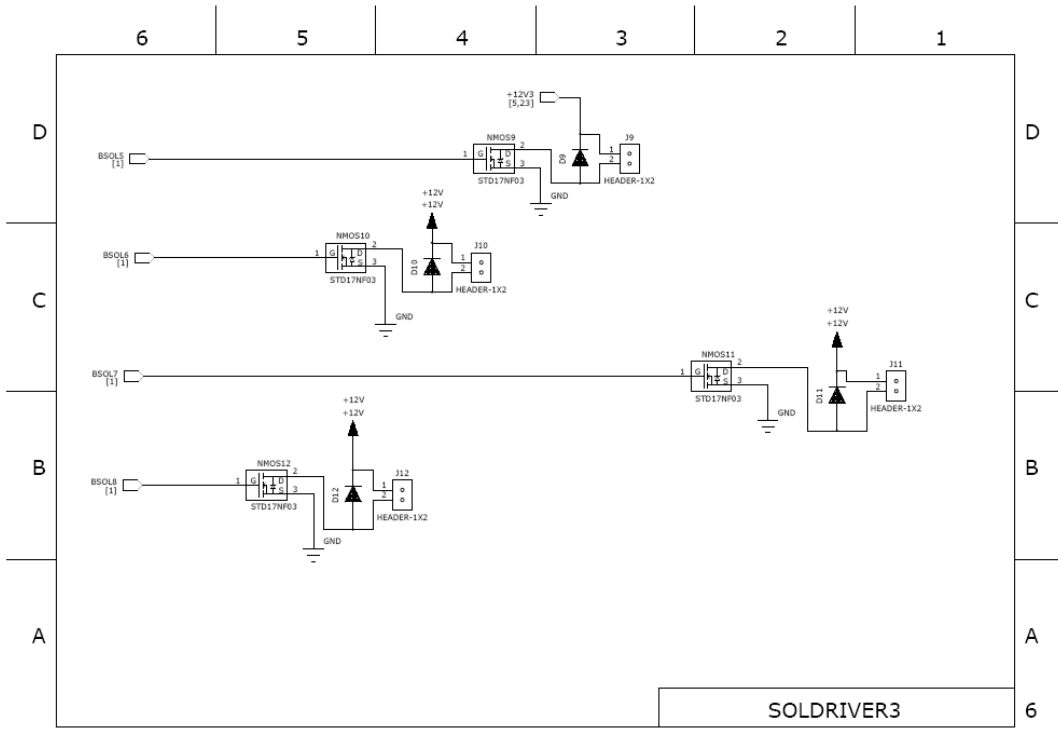 6 5 4 3 2 1
D D
+12V3
[5,23]
NMOS9
J9
BSOL5
[1]
1 G D S 2 3
D9
1
2
STD17NF03
HEADER-1X2
GND
+12V
+12V
C C
NMOS10
J10
BSOL6
[1]
1 G D S 2 3
D10
1
2
STD17NF03
HEADER-1X2
GND
+12V
+12V
NMOS11
J11
BSOL7
[1]
1 G D S 2 3
D11
1
2
STD17NF03
HEADER-1X2
GND
+12V
+12V
B B
NMOS12
J12
BSOL8
[1]
1 G D S 2 3
D12
1
2
STD17NF03
HEADER-1X2
GND
A A
SOLDRIVER3 6